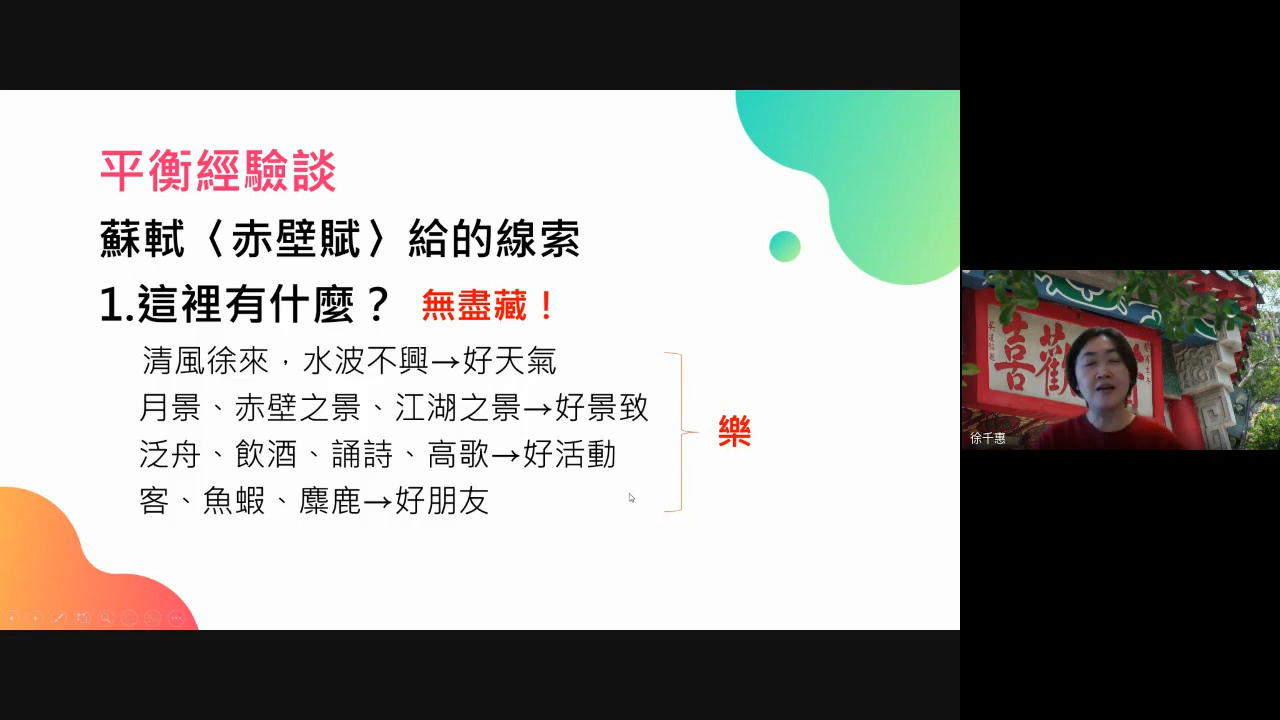 平衡經驗談
蘇軾〈赤壁賦〉給的線索
1.這裡有什麼？ 無盡藏！
清風徐來，水波不興→好天氣
月景、赤壁之景、江湖之景→好景致
泛舟、飲酒、誦詩、高歌→好活動
客、魚蝦、麋鹿→好朋友
樂
喜歡
徐千惠